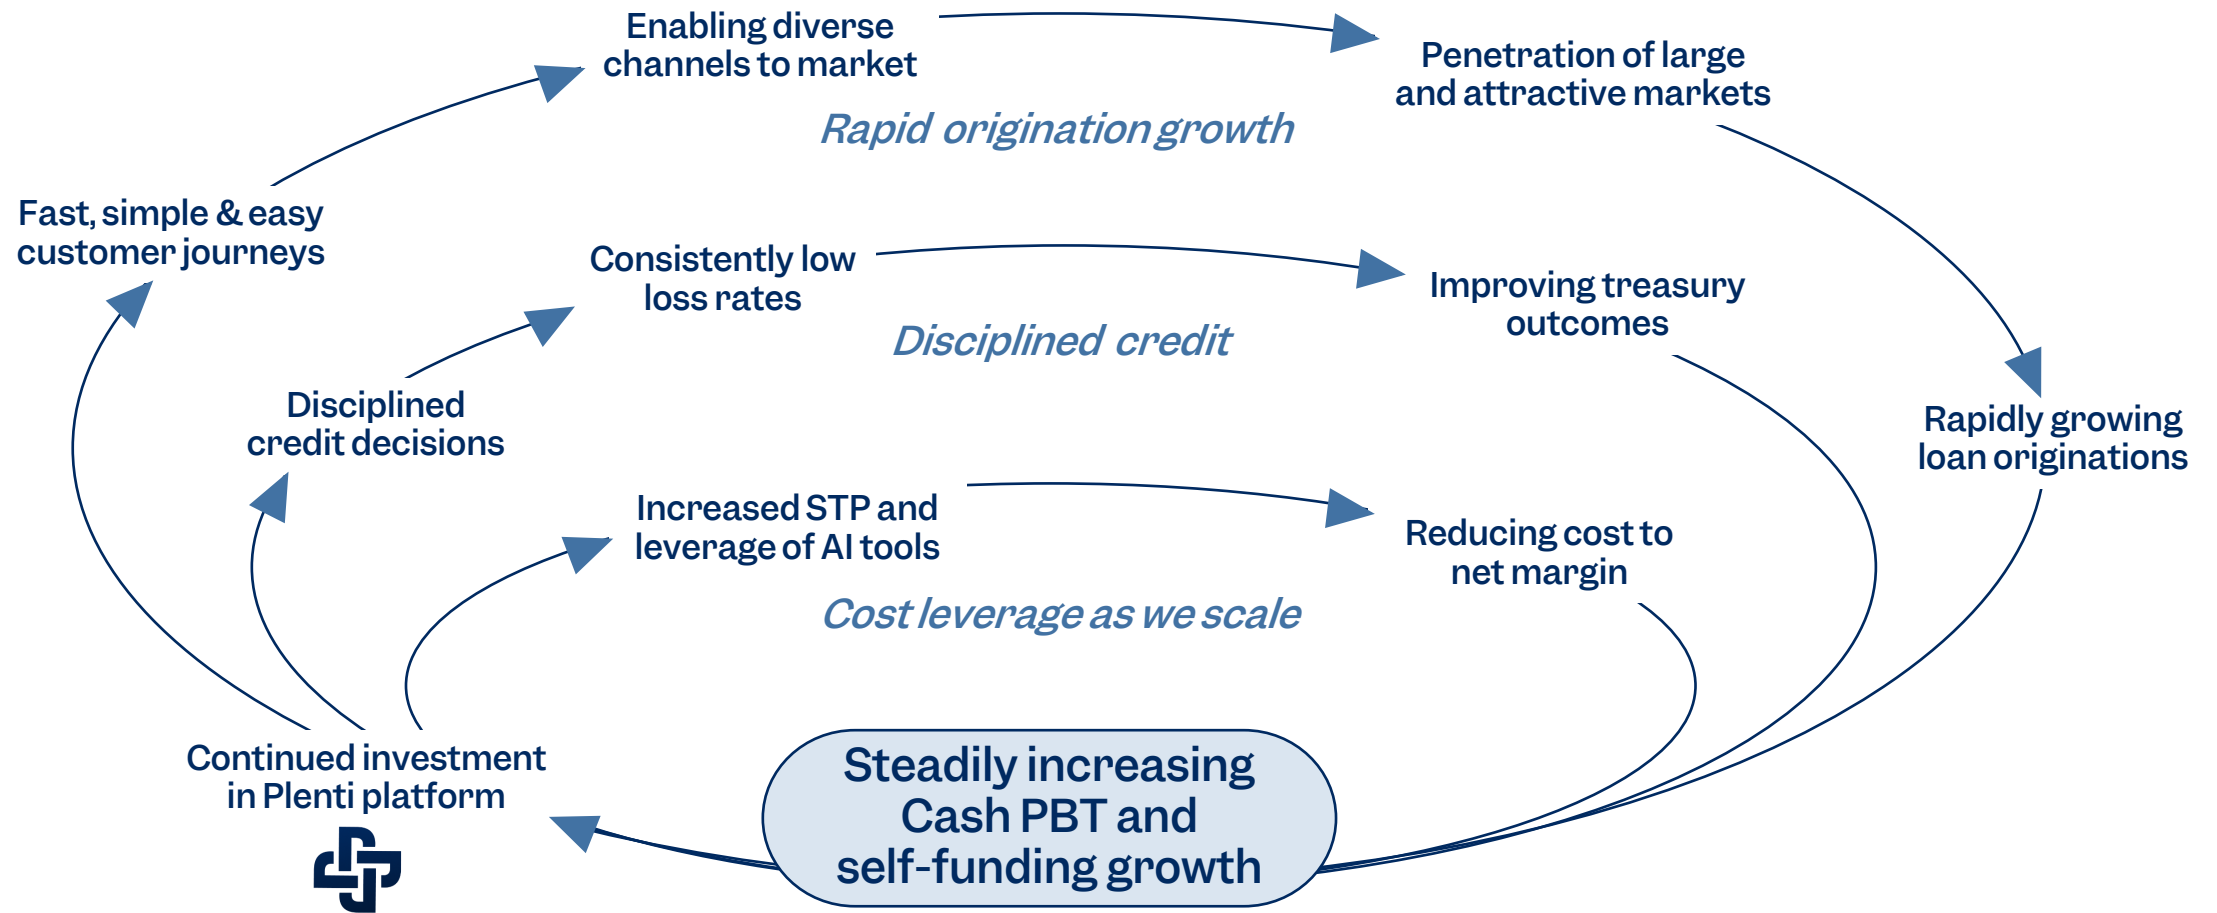 Enabling diverse
channels to market
Penetration of large
and attractive markets
Rapid origination growth
Fast, simple & easy
customer journeys
Consistently low
loss rates
Improving treasury
outcomes
Disciplined credit
Disciplined
credit decisions
Rapidly growing
loan originations
Increased STP and
leverage of AI tools
Reducing cost to
net margin
Cost leverage as we scale
Continued investment
in Plenti platform
Steadily increasing
Cash PBT and
self-funding growth